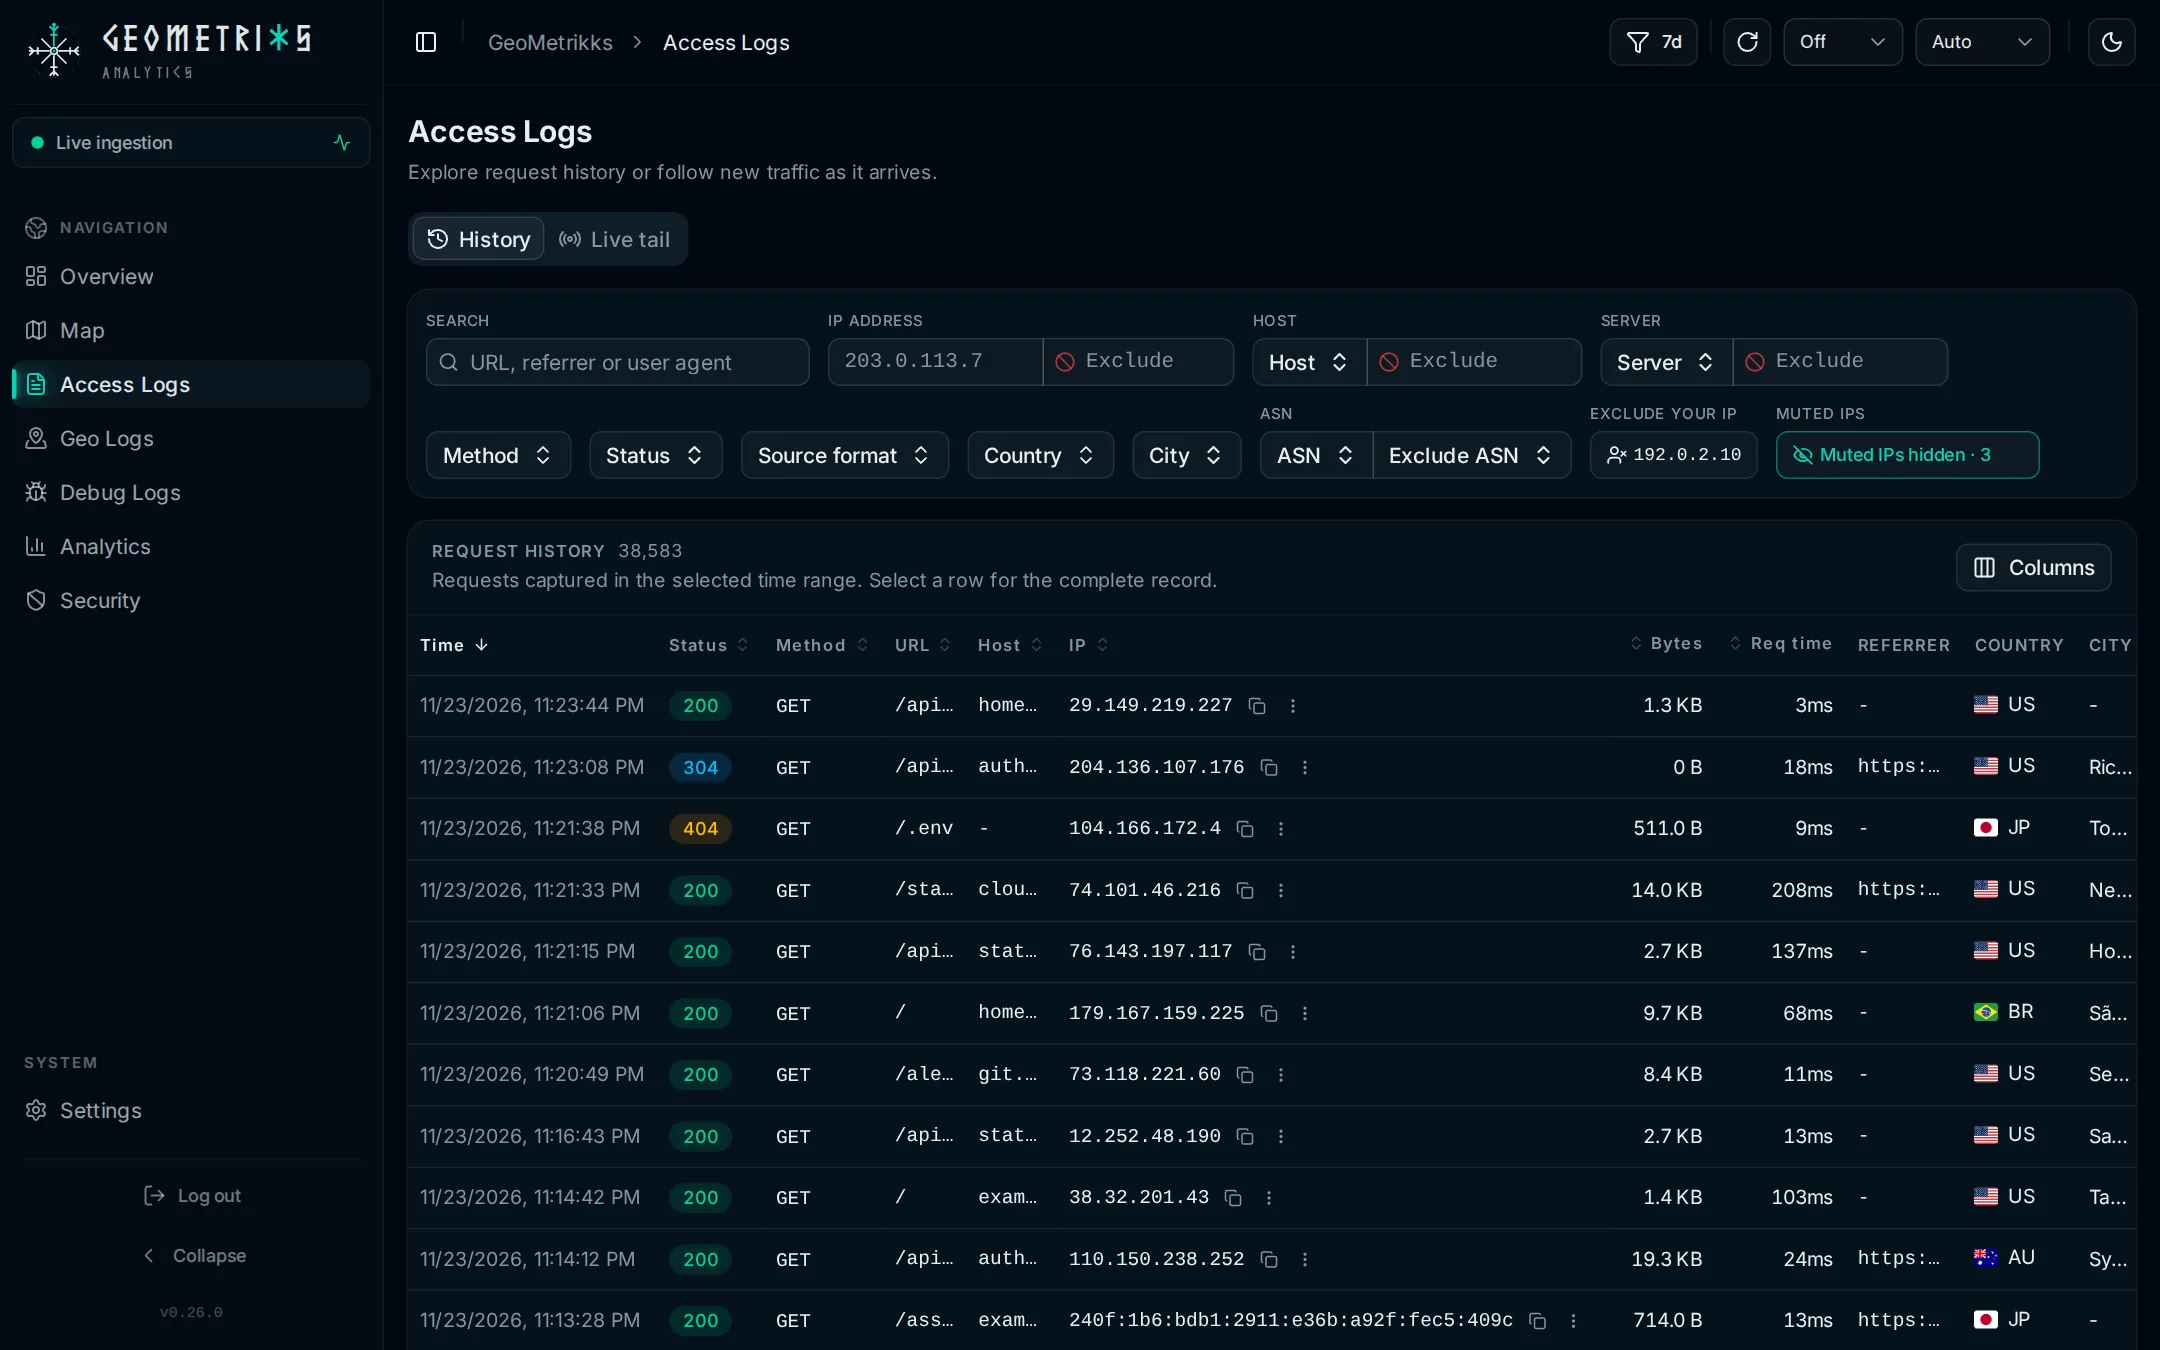 GEOMETRIKS
ANALYTICS
Live ingestion
NAVIGATION
Overview
Map
Access Logs
Geo Logs
Debug Logs
Analytics
Security
SYSTEM
Settings
Log out
Collapse
v0.26.0
GeoMetrikks > Access Logs
7d
Off
Auto
Access Logs
Explore request history or follow new traffic as it arrives.
History Live tail
SEARCH IP ADDRESS HOST SERVER
URL, referrer or user agent 203.0.113.7 Exclude Host Exclude Server Exclude
ASN EXCLUDE YOUR IP MUTED IPS
Method Status Source format Country City ASN Exclude ASN 192.0.2.10 Muted IPs hidden · 3
REQUEST HISTORY 38,583
Requests captured in the selected time range. Select a row for the complete record.
Columns
Time Status Method URL Host IP Bytes Req time REFERRER COUNTRY CITY
11/23/2026, 11:23:44 PM 200 GET /api… home… 29.149.219.227 1.3 KB 3ms - US -
11/23/2026, 11:23:08 PM 304 GET /api… auth… 204.136.107.176 0 B 18ms https:… US Ric…
11/23/2026, 11:21:38 PM 404 GET /.env - 104.166.172.4 511.0 B 9ms - JP To…
11/23/2026, 11:21:33 PM 200 GET /sta… clou… 74.101.46.216 14.0 KB 208ms https:… US Ne…
11/23/2026, 11:21:15 PM 200 GET /api… stat… 76.143.197.117 2.7 KB 137ms - US Ho…
11/23/2026, 11:21:06 PM 200 GET / home… 179.167.159.225 9.7 KB 68ms - BR Sã…
11/23/2026, 11:20:49 PM 200 GET /ale… git.… 73.118.221.60 8.4 KB 11ms - US Se…
11/23/2026, 11:16:43 PM 200 GET /api… stat… 12.252.48.190 2.7 KB 13ms - US Sa…
11/23/2026, 11:14:42 PM 200 GET / exam… 38.32.201.43 1.4 KB 103ms - US Ta…
11/23/2026, 11:14:12 PM 200 GET /api… auth… 110.150.238.252 19.3 KB 24ms https:… AU Sy…
11/23/2026, 11:13:28 PM 200 GET /ass… exam… 240f:1b6:bdb1:2911:e36b:a92f:fec5:409c 714.0 B 13ms https:… JP -